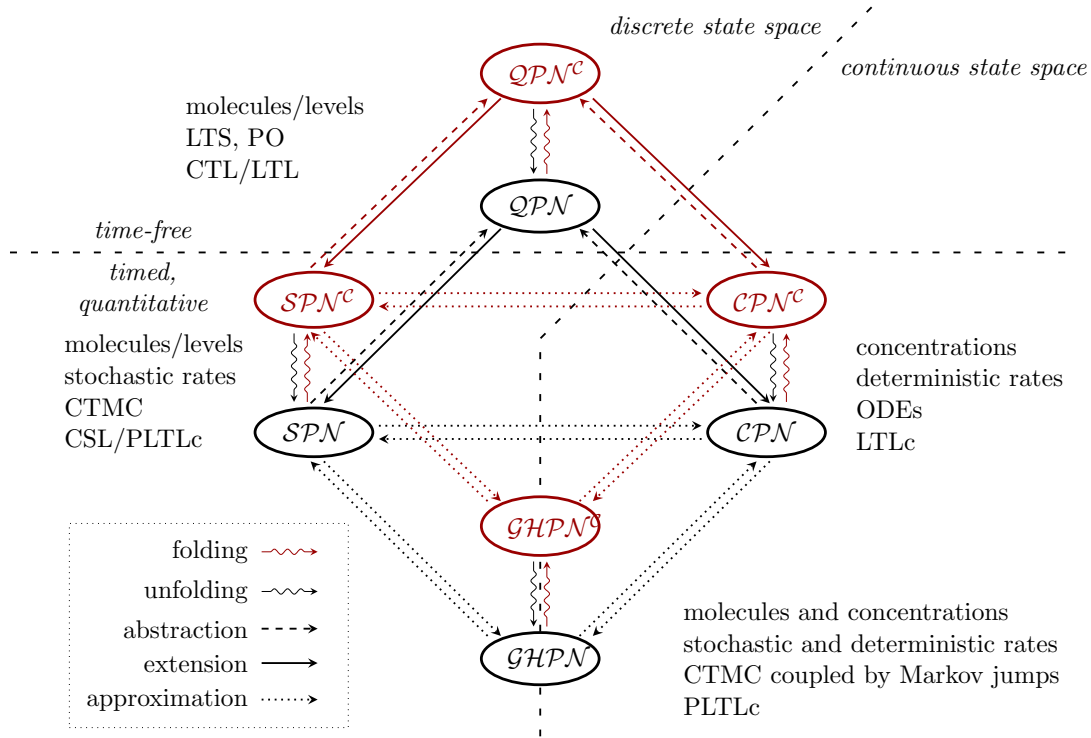 discrete state space
continuous state space
𝒬𝒫𝒩^𝒞
molecules/levels
LTS, PO
CTL/LTL
𝒬𝒫𝒩
time-free
timed,
quantitative
𝒮𝒫𝒩^𝒞
𝒞𝒫𝒩^𝒞
molecules/levels
stochastic rates
CTMC
CSL/PLTLc
concentrations
deterministic rates
ODEs
LTLc
𝒮𝒫𝒩
𝒞𝒫𝒩
𝒢ℋ𝒫𝒩^𝒞
folding
unfolding
abstraction
extension
approximation
𝒢ℋ𝒫𝒩
molecules and concentrations
stochastic and deterministic rates
CTMC coupled by Markov jumps
PLTLc